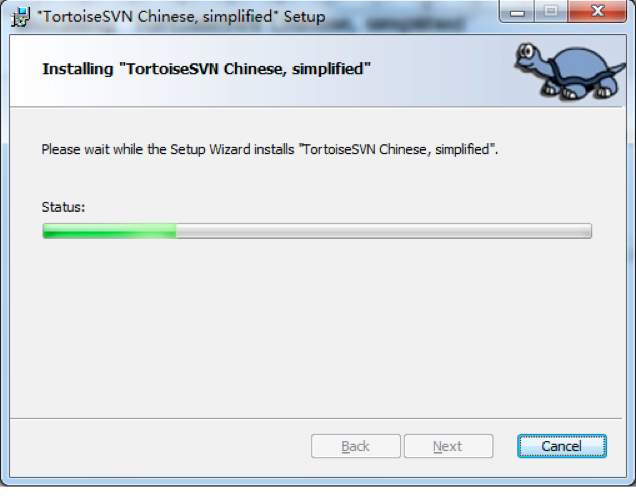 "TortoiseSVN Chinese, simplified" Setup
Installing "TortoiseSVN Chinese, simplified"
Please wait while the Setup Wizard installs "TortoiseSVN Chinese, simplified".
Status:
Back
Next
Cancel